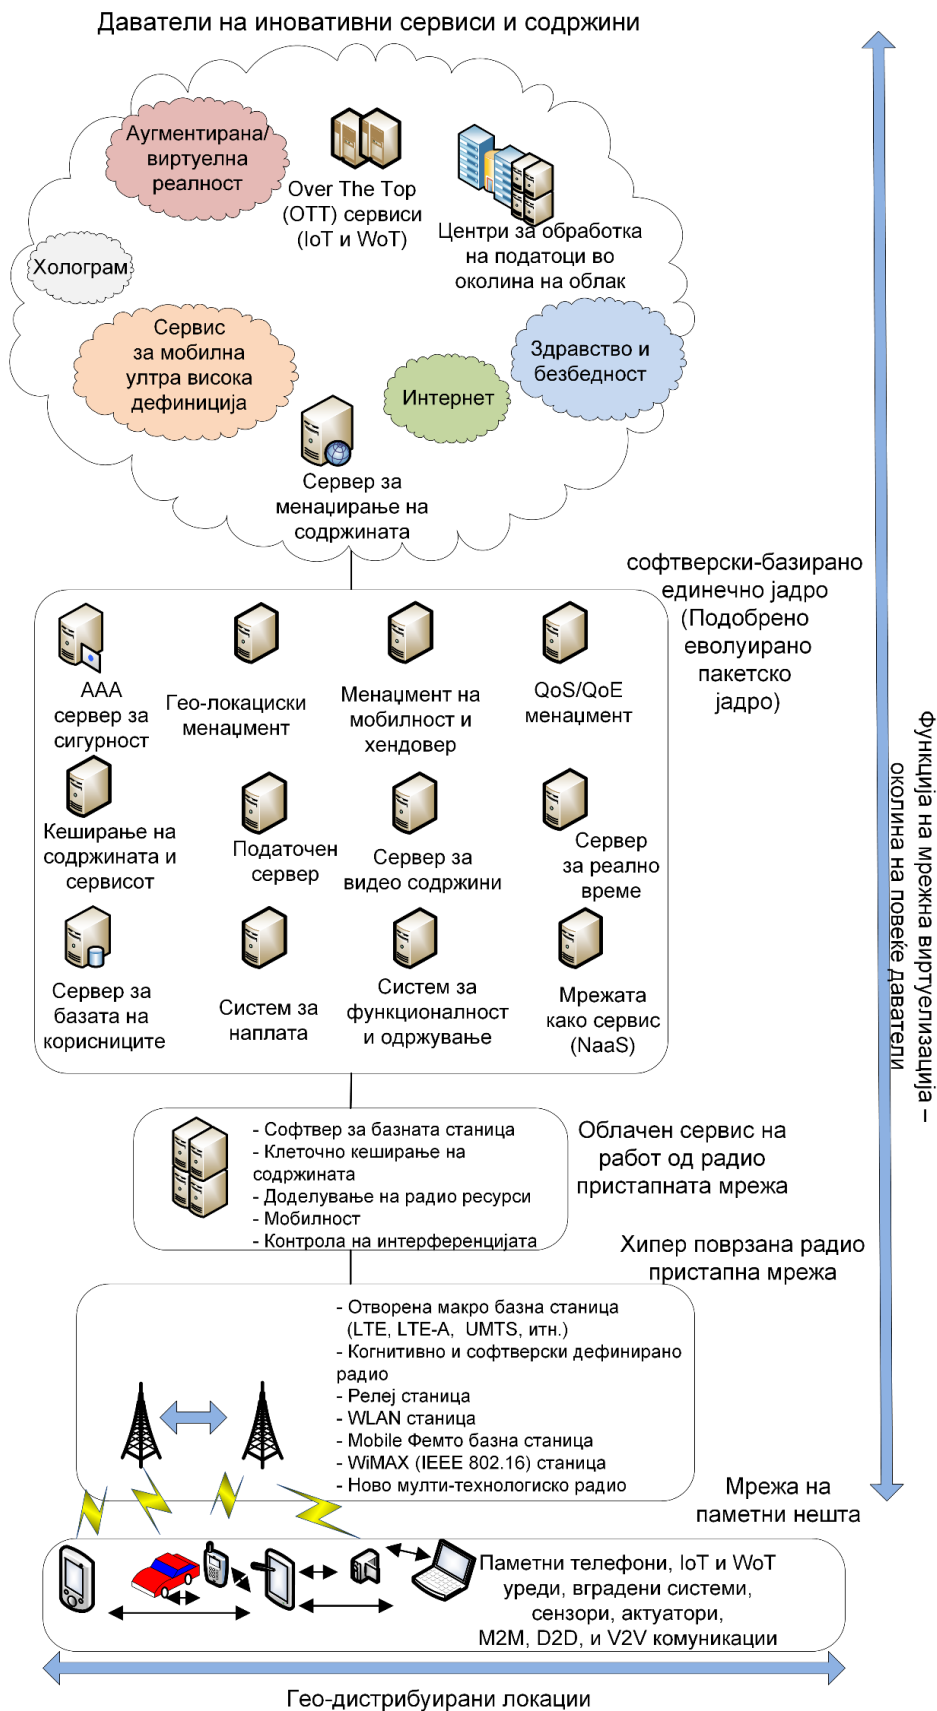 Даватели на иновативни сервиси и содржини
Аугментирана/
виртуелна
реалност
Over The Top
(OTT) сервиси
(IoT и WoT)
Центри за обработка
на податоци во
околина на облак
Холограм
Сервис
за мобилна
ултра висока
дефиниција
Здравство и
безбедност
Интернет
Сервер за
менаџирање на
содржината
софтверски-базирано
единечно јадро
(Подобрено
еволуирано
пакетско
јадро)
AAA
сервер за
сигурност
Гео-локациски
менаџмент
Менаџмент на
мобилност и
хендовер
QoS/QoE
менаџмент
Кеширање на
содржината и
сервисот
Податочен
сервер
Сервер за
видео содржини
Сервер
за реално
време
Сервер за
базата на
корисниците
Систем за
наплата
Систем за
функционалност
и одржување
Мрежата
како сервис
(NaaS)
Функција на мрежна виртуелизација –
околина на повеќе даватели
- Софтвер за базната станица
- Клеточно кеширање на
содржината
- Доделување на радио ресурси
- Мобилност
- Контрола на интерференцијата
Облачен сервис на
работ од радио
пристапната мрежа
Хипер поврзана радио
пристапна мрежа
- Отворена макро базна станица
(LTE, LTE-A, UMTS, итн.)
- Когнитивно и софтверски дефинирано
радио
- Релеј станица
- WLAN станица
- Mobile Фемто базна станица
- WiMAX (IEEE 802.16) станица
- Ново мулти-технологиско радио
Мрежа на
паметни нешта
Паметни телефони, IoT и WoT
уреди, вградени системи,
сензори, актуатори,
M2M, D2D, и V2V комуникации
Гео-дистрибуирани локации